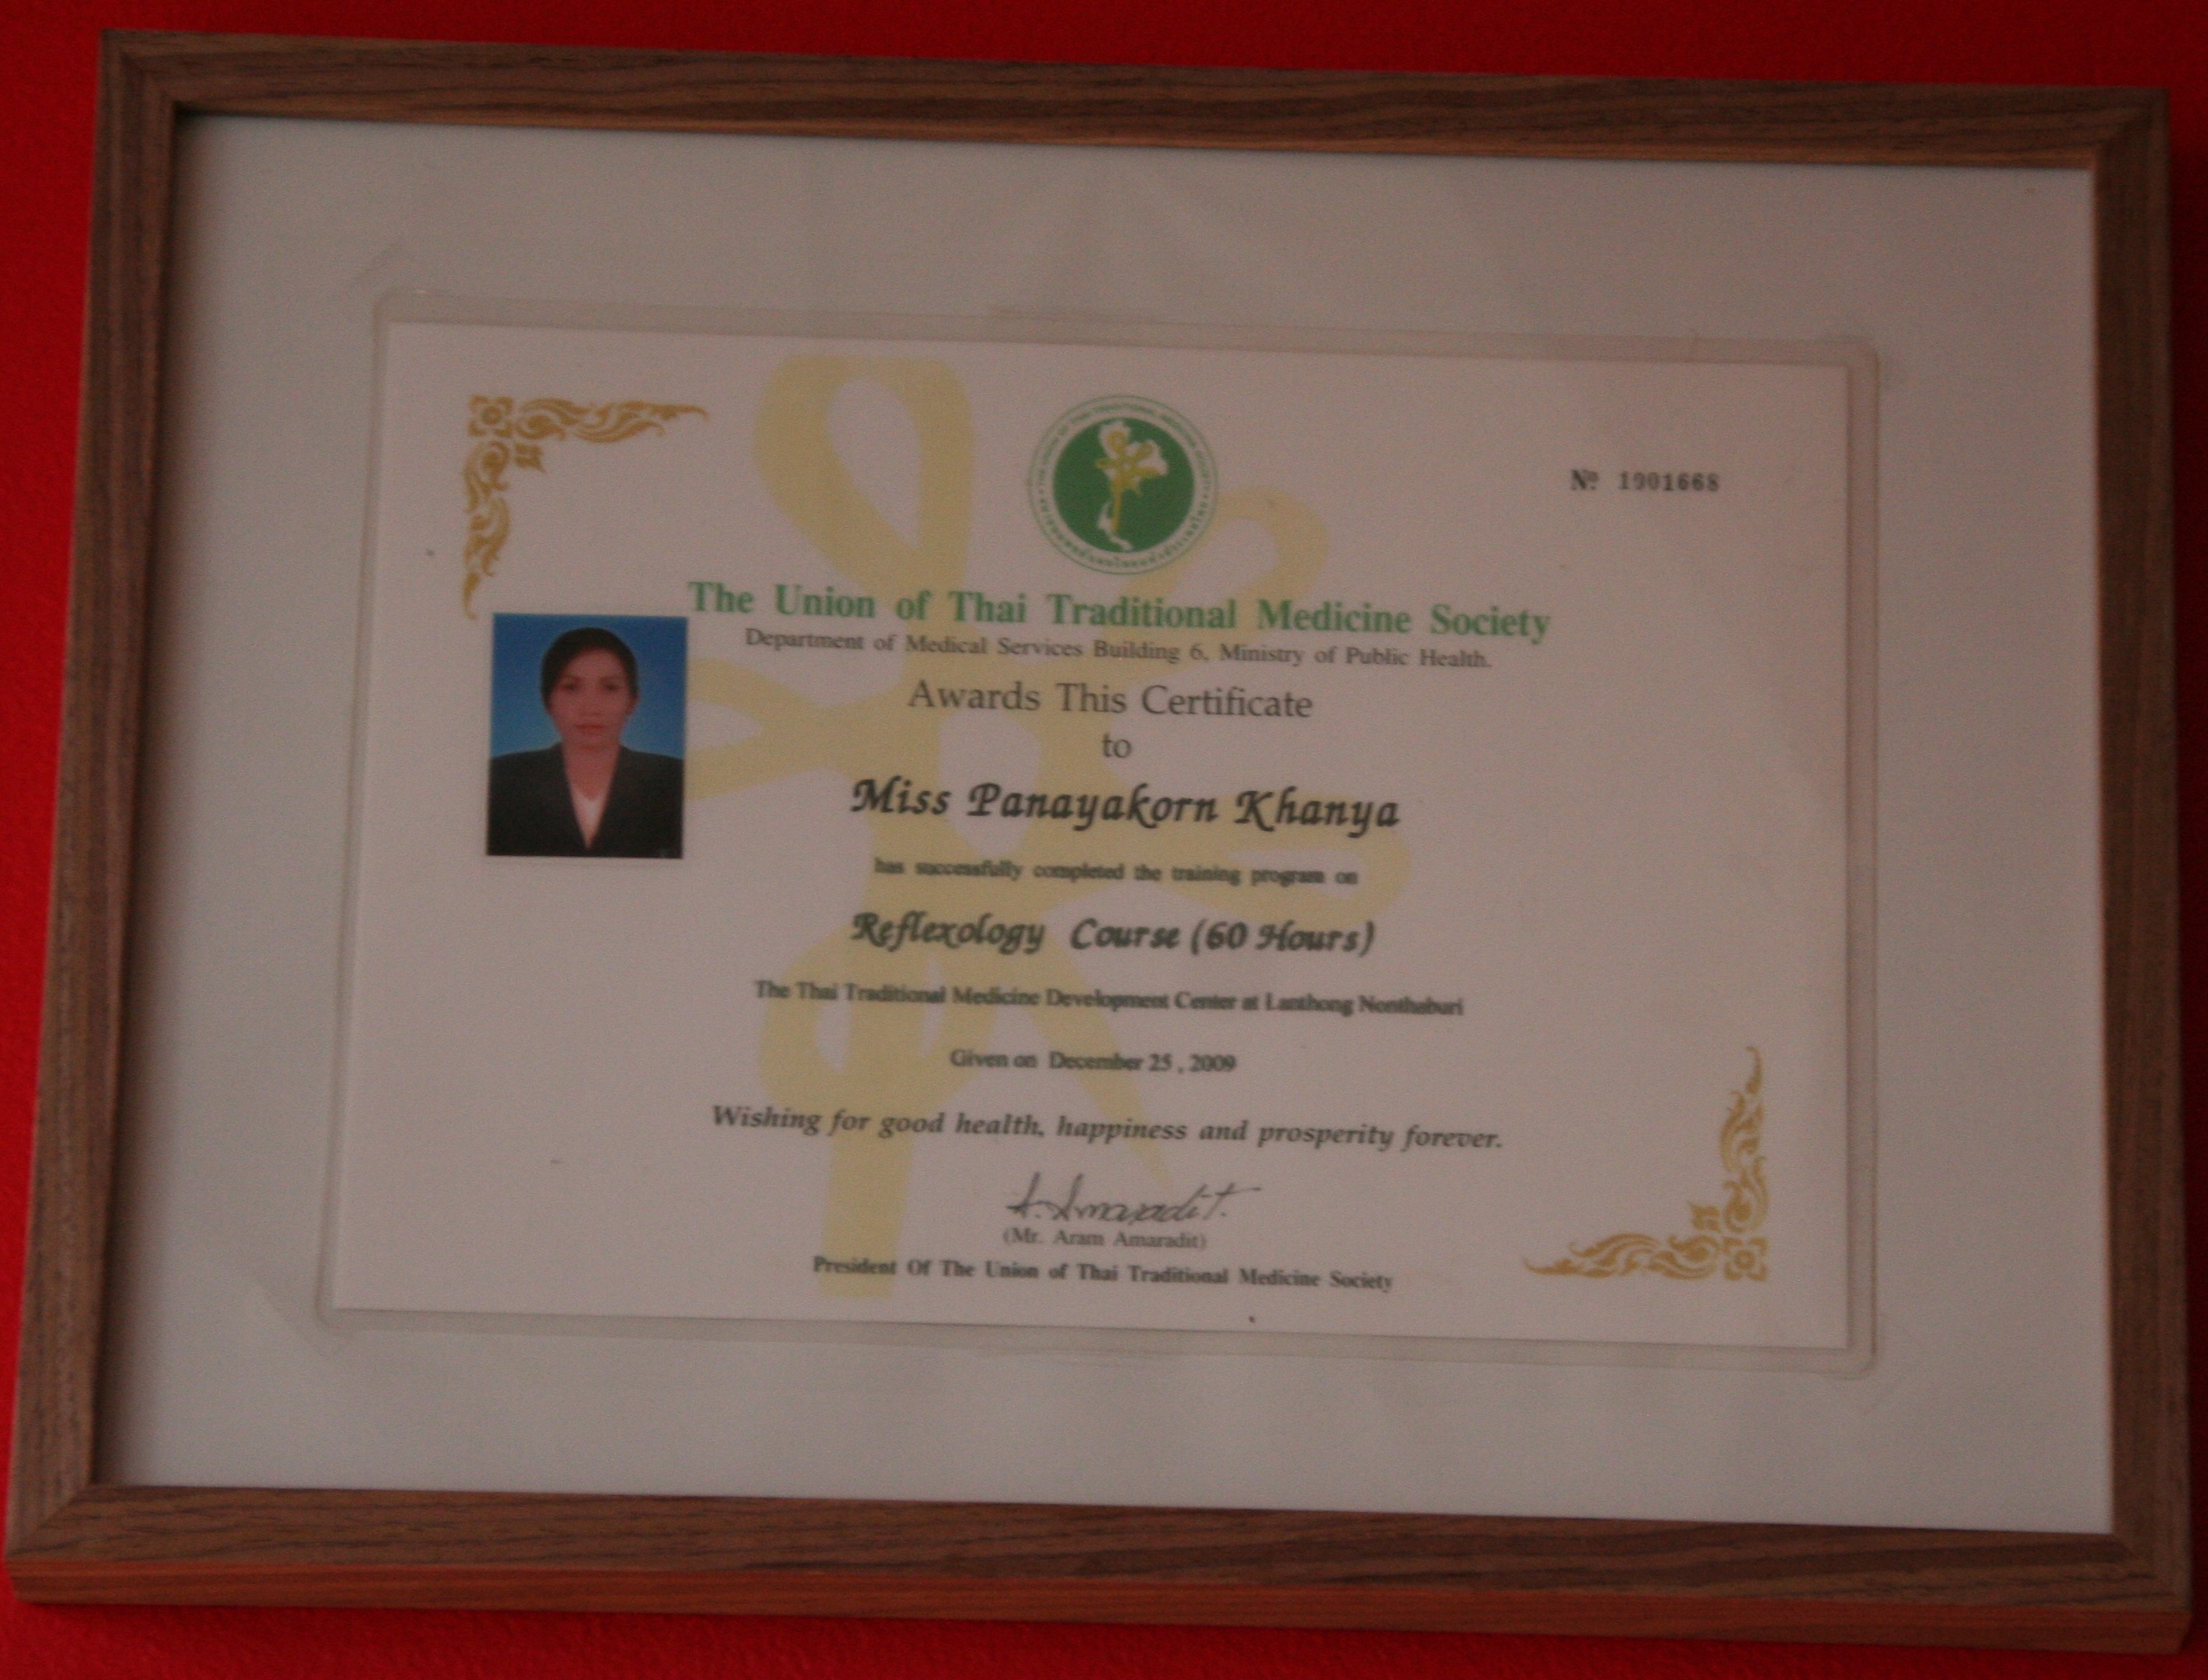 Nº 1901668
The Union of Thai Traditional Medicine Society
Department of Medical Services Building 6, Ministry of Public Health.
Awards This Certificate
to
Miss Panayakorn Khanya
has successfully completed the training program on
Reflexology Course (60 Hours)
The Thai Traditional Medicine Development Center at Lanthong Nonthaburi
Given on December 25 , 2009
Wishing for good health, happiness and prosperity forever.
A. Amaradit.
(Mr. Aram Amaradit)
President Of The Union of Thai Traditional Medicine Society